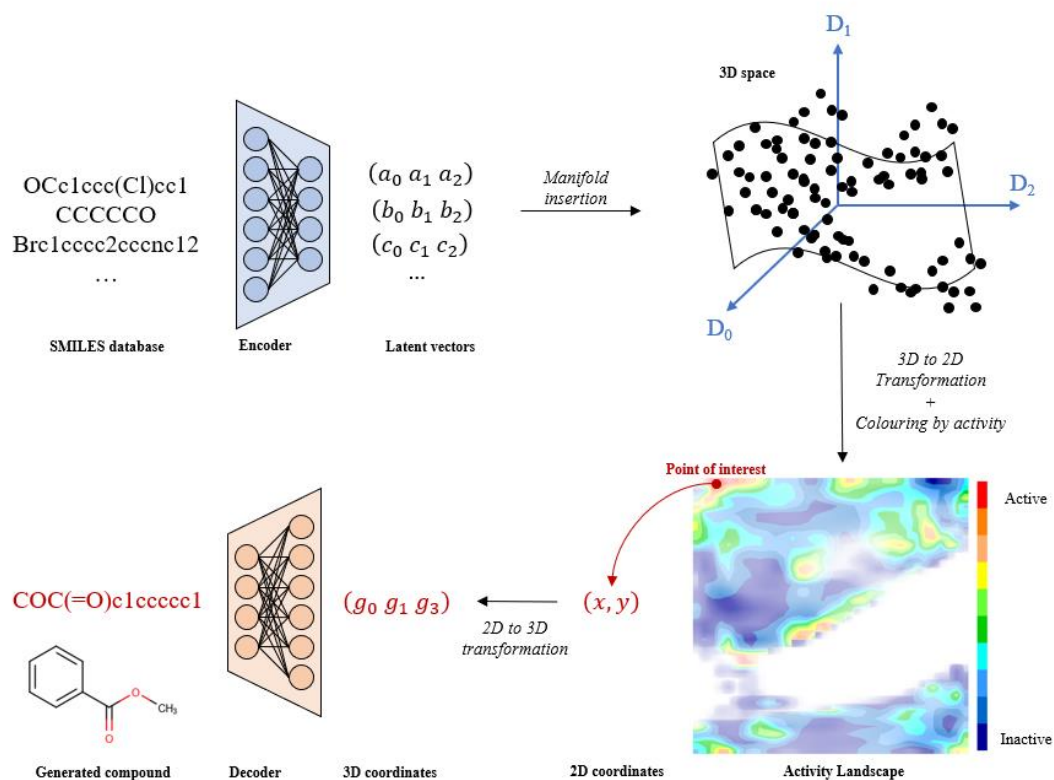 OCc1ccc(Cl)cc1
CCCCCO
Brc1cccc2cccnc12
...
SMILES database
Encoder
(a₀ a₁ a₂)
(b₀ b₁ b₂)
(c₀ c₁ c₂)
...
Latent vectors
Manifold
insertion
3D space
D₁
D₂
D₀
3D to 2D
Transformation
+
Colouring by activity
Point of interest
Active
Inactive
Activity Landscape
(x, y)
2D coordinates
2D to 3D
transformation
(g₀ g₁ g₃)
3D coordinates
Decoder
COC(=O)c1ccccc1
O
CH₃
O
Generated compound